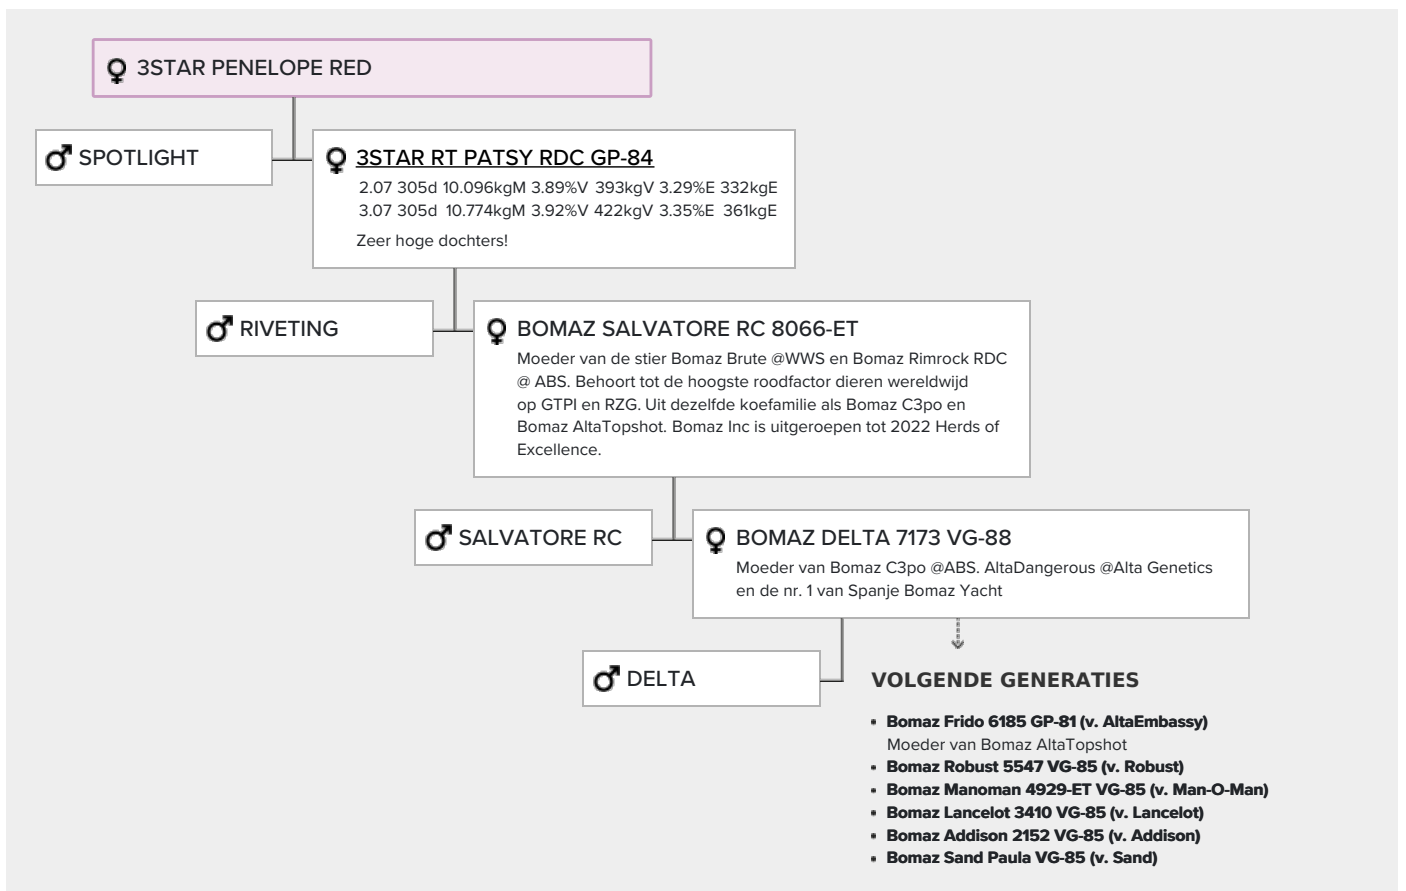 3STAR PENELOPE RED
SPOTLIGHT
3STAR RT PATSY RDC GP-84
2.07 305d 10.096kgM 3.89%V 393kgV 3.29%E 332kgE
3.07 305d 10.774kgM 3.92%V 422kgV 3.35%E 361kgE
Zeer hoge dochters!
RIVETING
BOMAZ SALVATORE RC 8066-ET
Moeder van de stier Bomaz Brute @WWS en Bomaz Rimrock RDC
@ ABS. Behoort tot de hoogste roodfactor dieren wereldwijd
op GTPI en RZG. Uit dezelfde koefamilie als Bomaz C3po en
Bomaz AltaTopshot. Bomaz Inc is uitgeroepen tot 2022 Herds of
Excellence.
SALVATORE RC
BOMAZ DELTA 7173 VG-88
Moeder van Bomaz C3po @ABS. AltaDangerous @Alta Genetics
en de nr. 1 van Spanje Bomaz Yacht
DELTA
VOLGENDE GENERATIES
• Bomaz Frido 6185 GP-81 (v. AltaEmbassy)
Moeder van Bomaz AltaTopshot
• Bomaz Robust 5547 VG-85 (v. Robust)
• Bomaz Manoman 4929-ET VG-85 (v. Man-O-Man)
• Bomaz Lancelot 3410 VG-85 (v. Lancelot)
• Bomaz Addison 2152 VG-85 (v. Addison)
• Bomaz Sand Paula VG-85 (v. Sand)